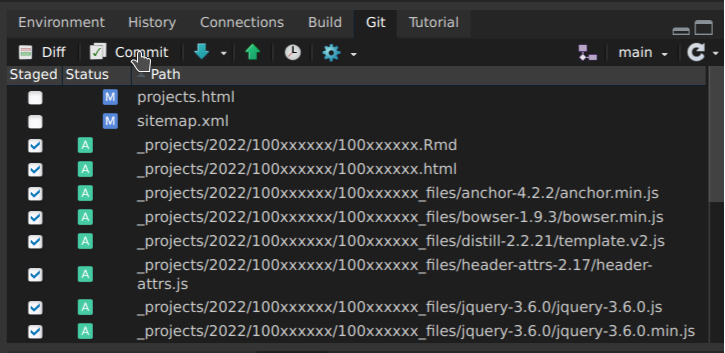 Environment History Connections Build Git Tutorial
Diff Commit main
Staged Status Path
M projects.html
M sitemap.xml
A _projects/2022/100xxxxxx/100xxxxxx.Rmd
A _projects/2022/100xxxxxx/100xxxxxx.html
A _projects/2022/100xxxxxx/100xxxxxx_files/anchor-4.2.2/anchor.min.js
A _projects/2022/100xxxxxx/100xxxxxx_files/bowser-1.9.3/bowser.min.js
A _projects/2022/100xxxxxx/100xxxxxx_files/distill-2.2.21/template.v2.js
A _projects/2022/100xxxxxx/100xxxxxx_files/header-attrs-2.17/header-
attrs.js
A _projects/2022/100xxxxxx/100xxxxxx_files/jquery-3.6.0/jquery-3.6.0.js
A _projects/2022/100xxxxxx/100xxxxxx_files/jquery-3.6.0/jquery-3.6.0.min.js